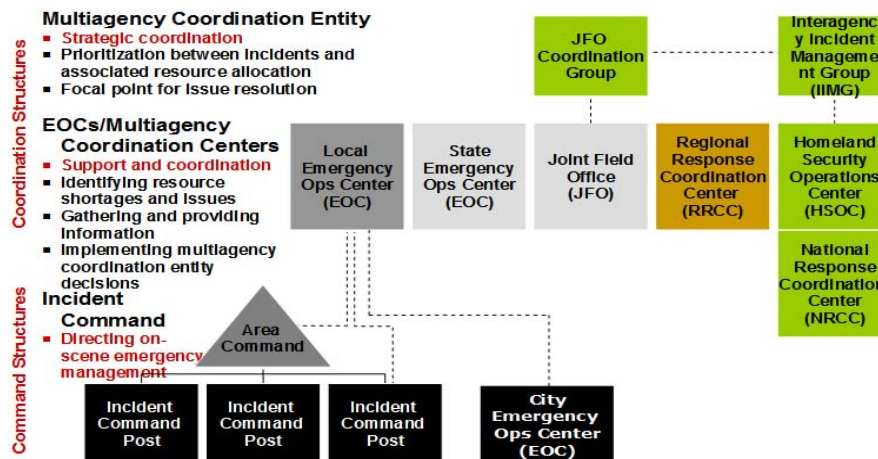 Coordination Structures
Multiagency Coordination Entity
▪ Strategic coordination
▪ Prioritization between incidents and
associated resource allocation
▪ Focal point for issue resolution
EOCs/Multiagency
Coordination Centers
▪ Support and coordination
▪ Identifying resource
shortages and issues
▪ Gathering and providing
information
▪ Implementing multiagency
coordination entity
decisions
Command Structures
Incident
Command
▪ Directing on-
scene emergency
management
JFO
Coordination
Group
Interagenc
y Incident
Manageme
nt Group
(IIMG)
Local
Emergency
Ops Center
(EOC)
State
Emergency
Ops Center
(EOC)
Joint Field
Office
(JFO)
Regional
Response
Coordination
Center
(RRCC)
Homeland
Security
Operations
Center
(HSOC)
National
Response
Coordination
Center
(NRCC)
Area
Command
Incident
Command
Post
Incident
Command
Post
Incident
Command
Post
City
Emergency
Ops Center
(EOC)